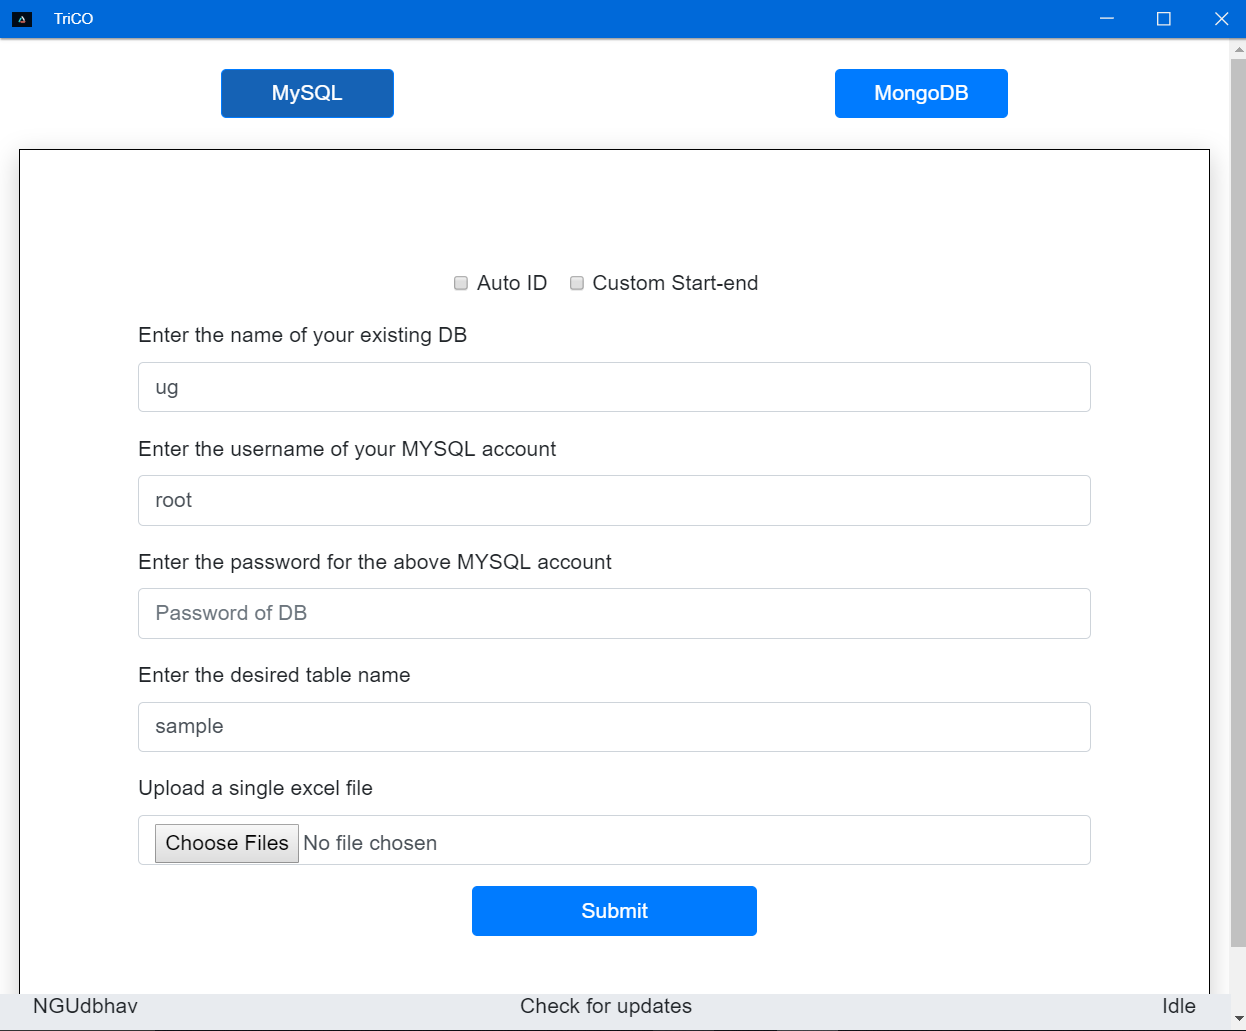 TriCO
MySQL
MongoDB
Auto ID
Custom Start-end
Enter the name of your existing DB
ug
Enter the username of your MYSQL account
root
Enter the password for the above MYSQL account
Password of DB
Enter the desired table name
sample
Upload a single excel file
Choose Files No file chosen
Submit
NGUdbhav
Check for updates
Idle